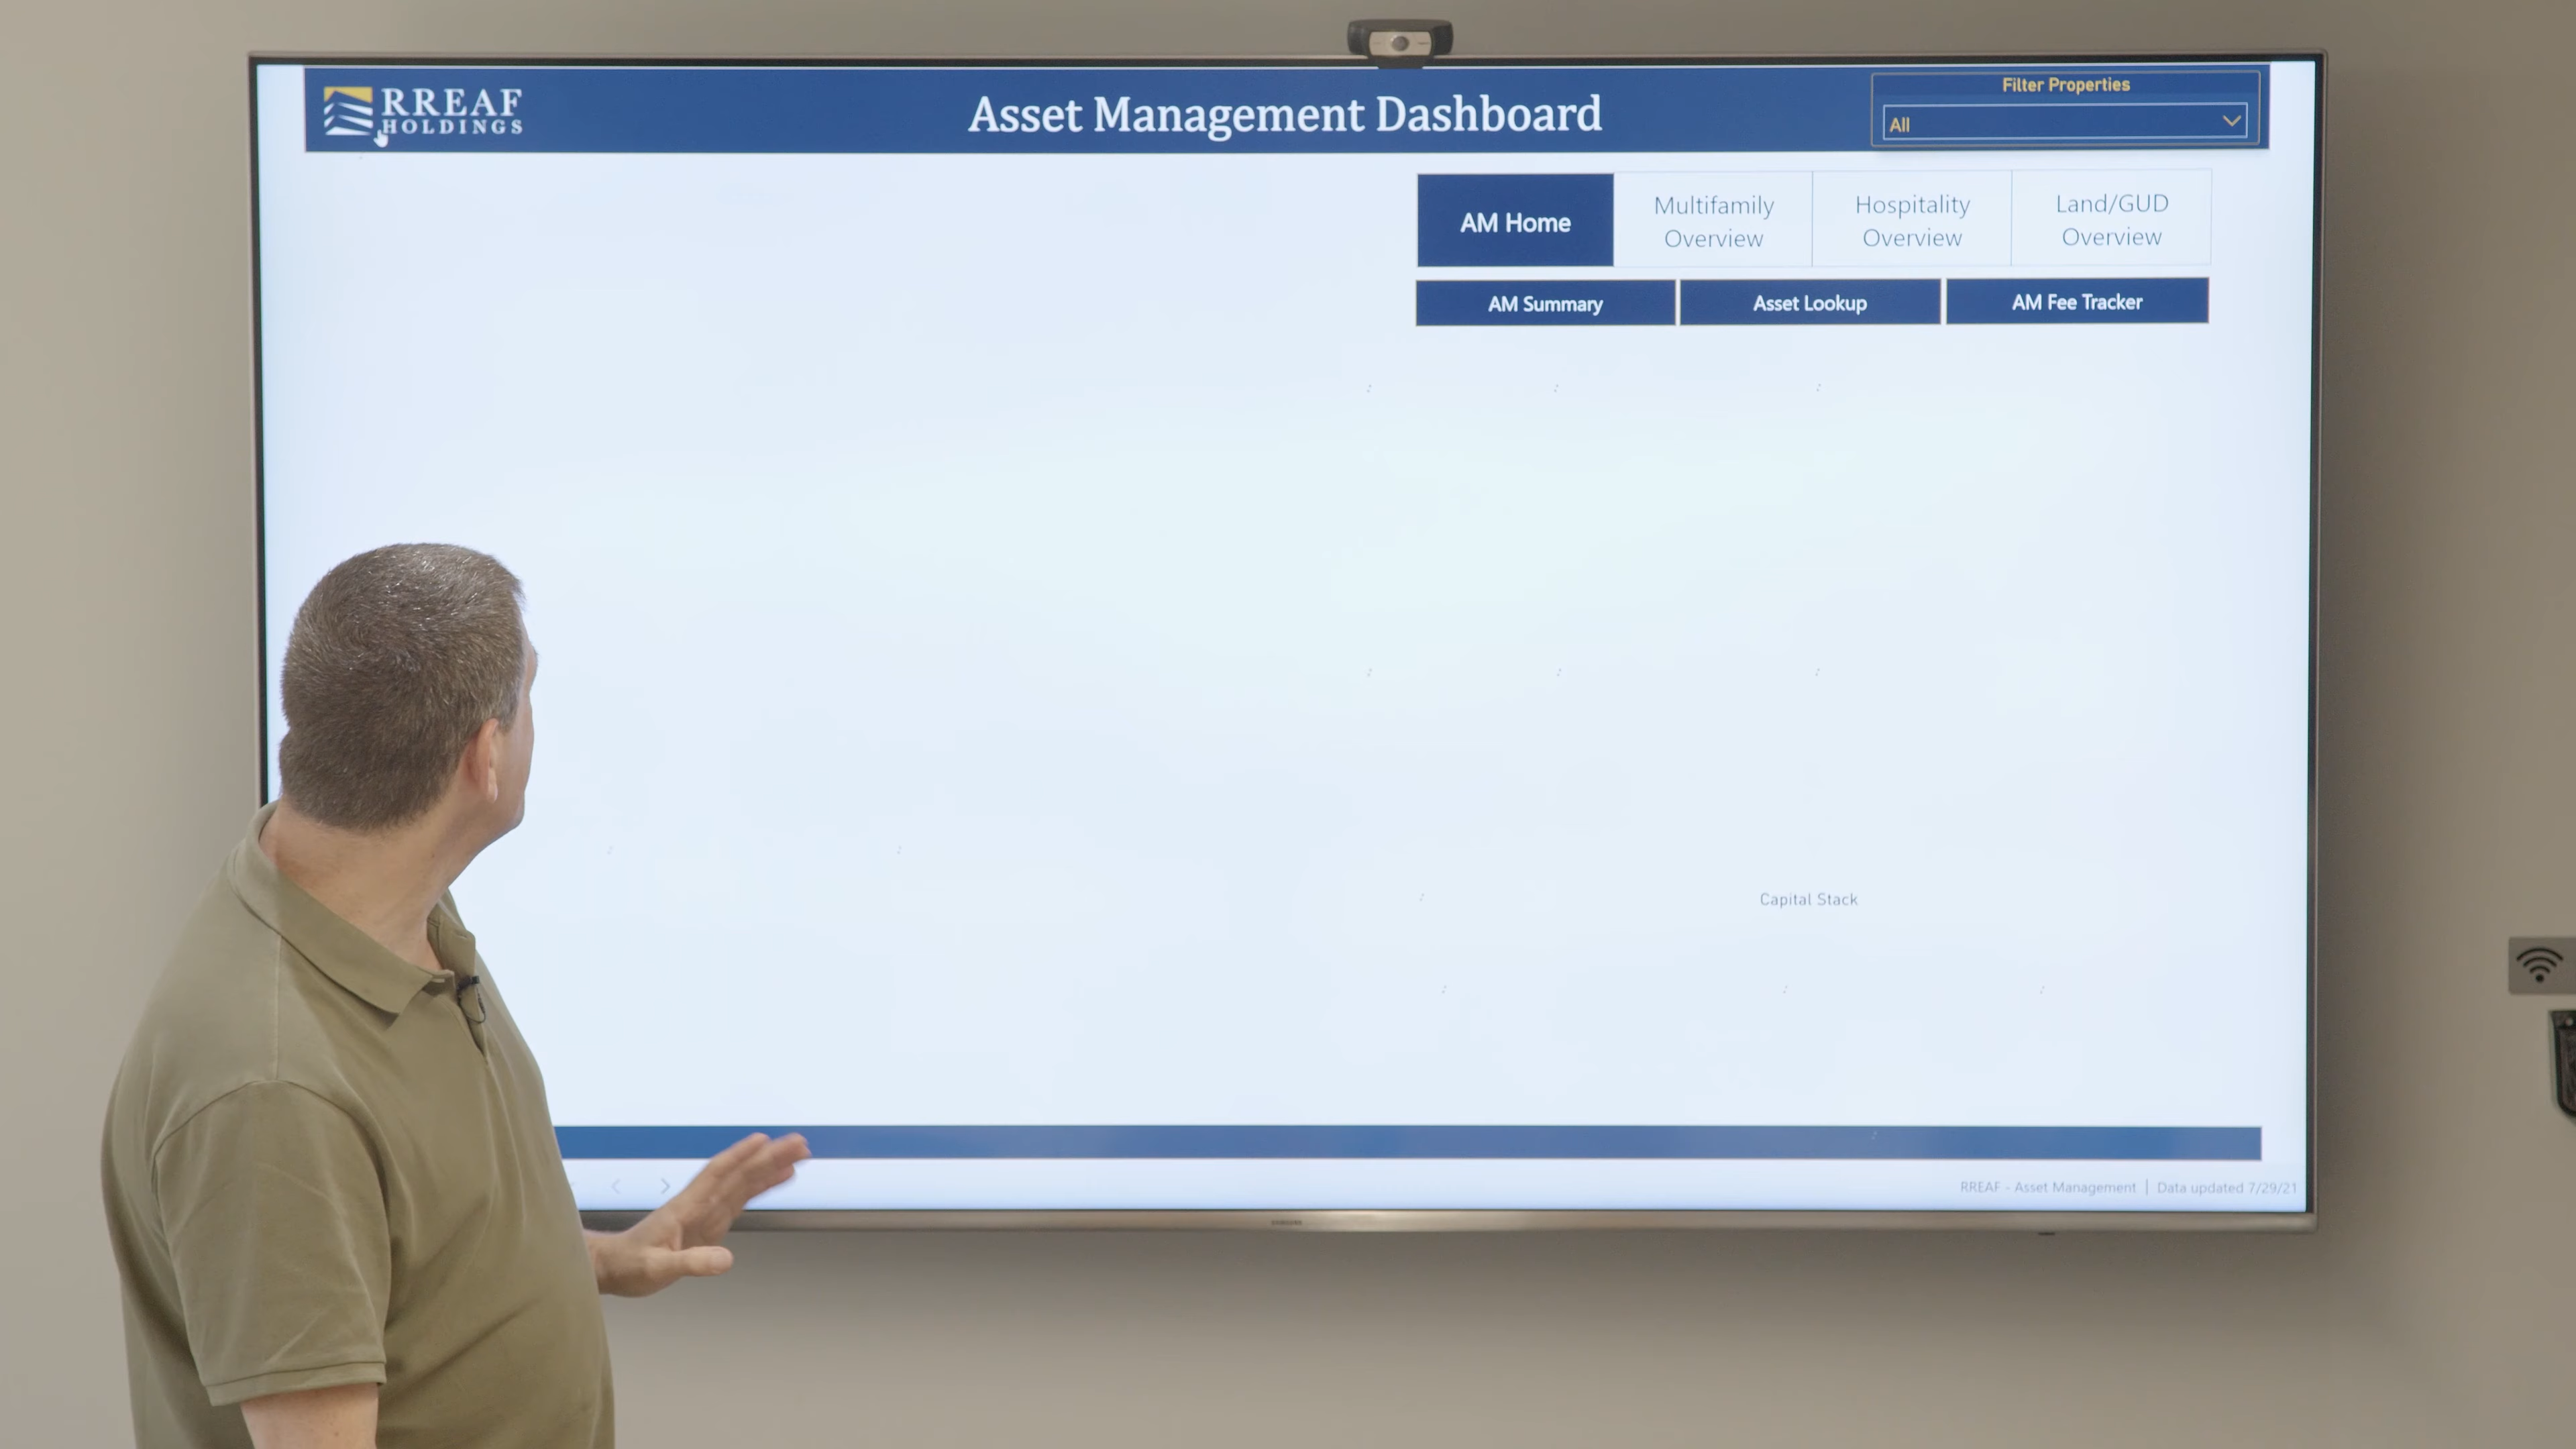 RREAF
HOLDINGS
Asset Management Dashboard
Filter Properties
All
AM Home
Multifamily
Overview
Hospitality
Overview
Land/GUD
Overview
AM Summary
Asset Lookup
AM Fee Tracker
Capital Stack
RREAF - Asset Management | Data updated 7/29/21
SAMSUNG